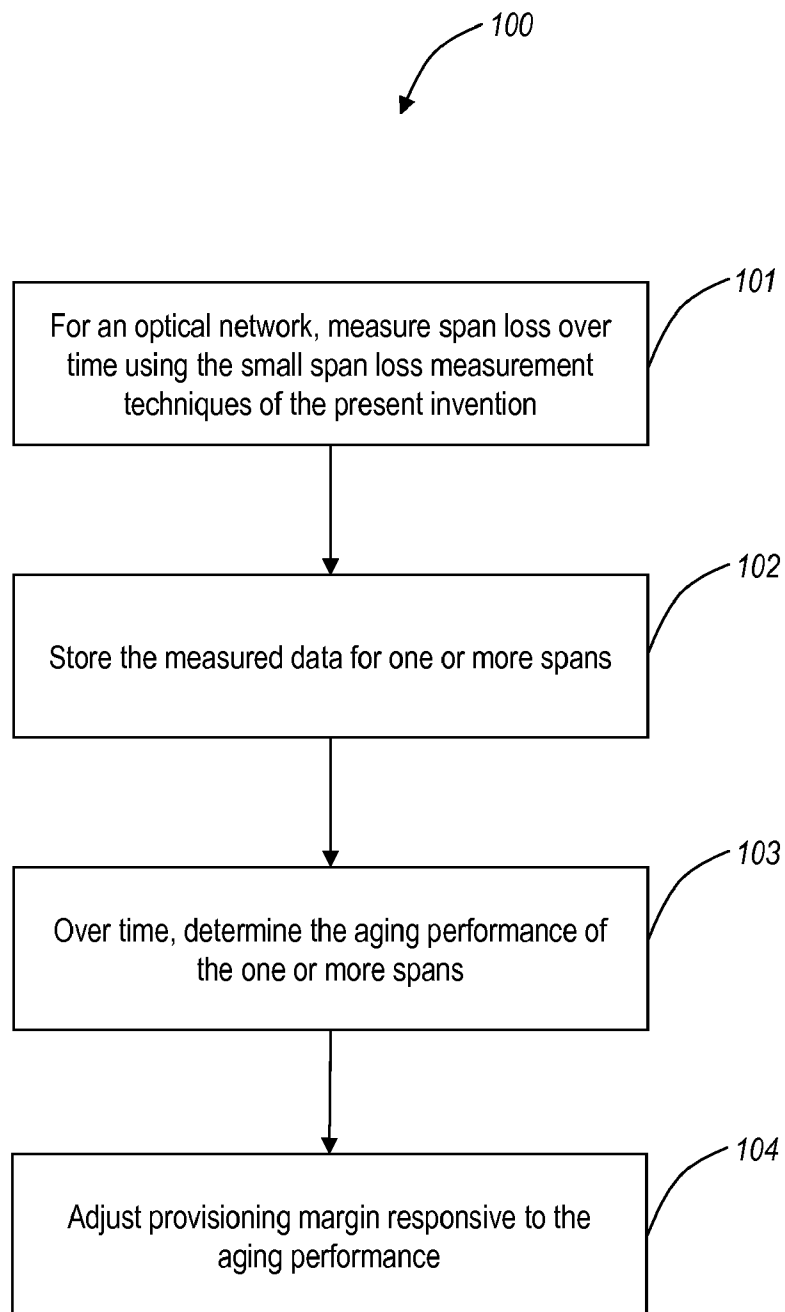 100
101
For an optical network, measure span loss over
time using the small span loss measurement
techniques of the present invention
102
Store the measured data for one or more spans
103
Over time, determine the aging performance of
the one or more spans
104
Adjust provisioning margin responsive to the
aging performance